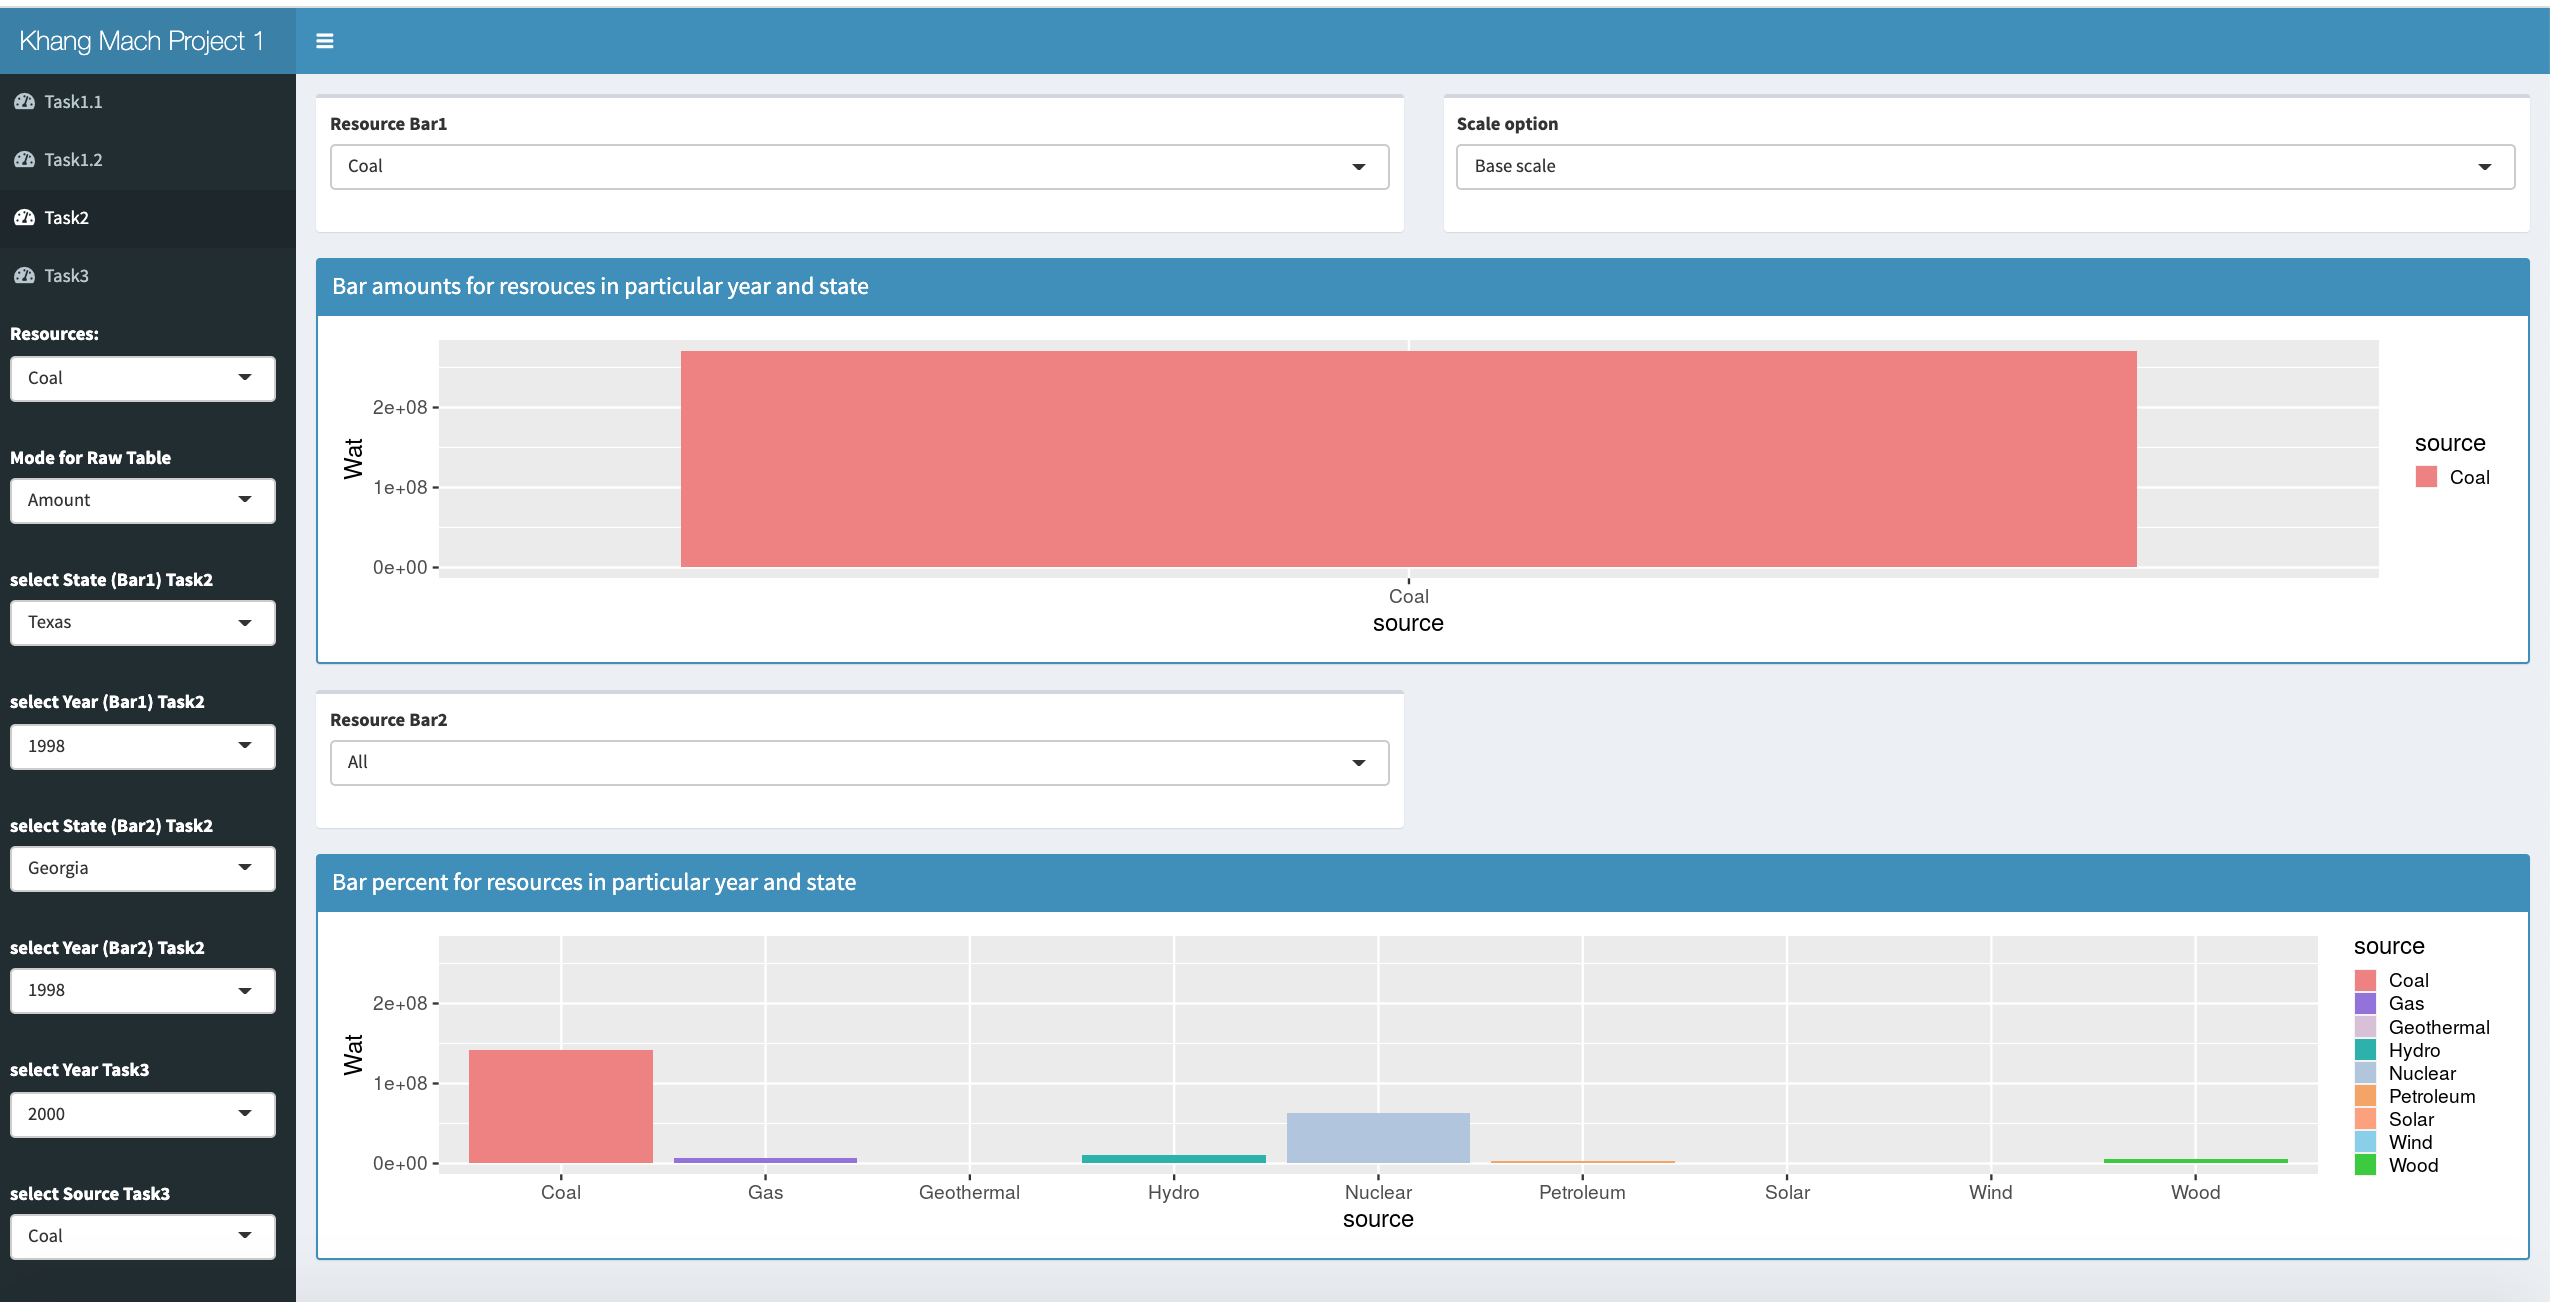 Khang Mach Project 1
Task1.1
Task1.2
Task2
Task3
Resources:
Coal
Mode for Raw Table
Amount
select State (Bar1) Task2
Texas
select Year (Bar1) Task2
1998
select State (Bar2) Task2
Georgia
select Year (Bar2) Task2
1998
select Year Task3
2000
select Source Task3
Coal
Resource Bar1
Coal
Scale option
Base scale
Bar amounts for resrouces in particular year and state
Wat
2e+08
1e+08
0e+00
Coal
source
source
Coal
Resource Bar2
All
Bar percent for resources in particular year and state
Wat
2e+08
1e+08
0e+00
Coal Gas Geothermal Hydro Nuclear Petroleum Solar Wind Wood
source
source
Coal
Gas
Geothermal
Hydro
Nuclear
Petroleum
Solar
Wind
Wood